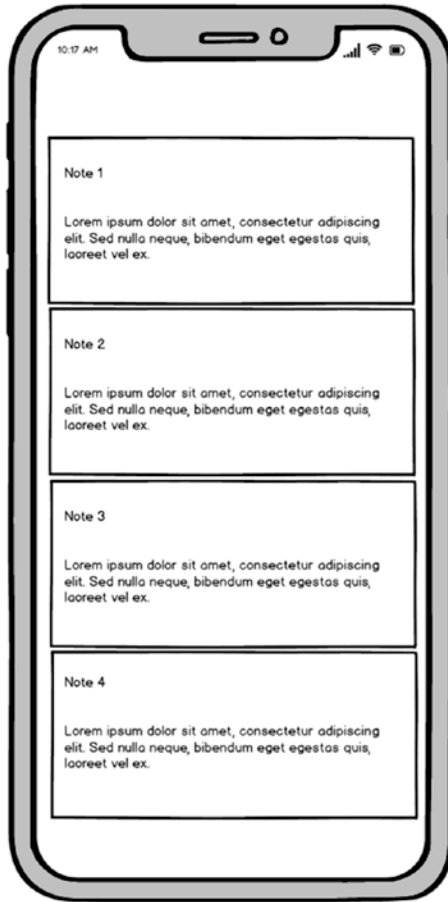 10:17 AM
Note 1
Lorem ipsum dolor sit amet, consectetur adipiscing
elit. Sed nulla neque, bibendum eget egestas quis,
laoreet vel ex.
Note 2
Lorem ipsum dolor sit amet, consectetur adipiscing
elit. Sed nulla neque, bibendum eget egestas quis,
laoreet vel ex.
Note 3
Lorem ipsum dolor sit amet, consectetur adipiscing
elit. Sed nulla neque, bibendum eget egestas quis,
laoreet vel ex.
Note 4
Lorem ipsum dolor sit amet, consectetur adipiscing
elit. Sed nulla neque, bibendum eget egestas quis,
laoreet vel ex.